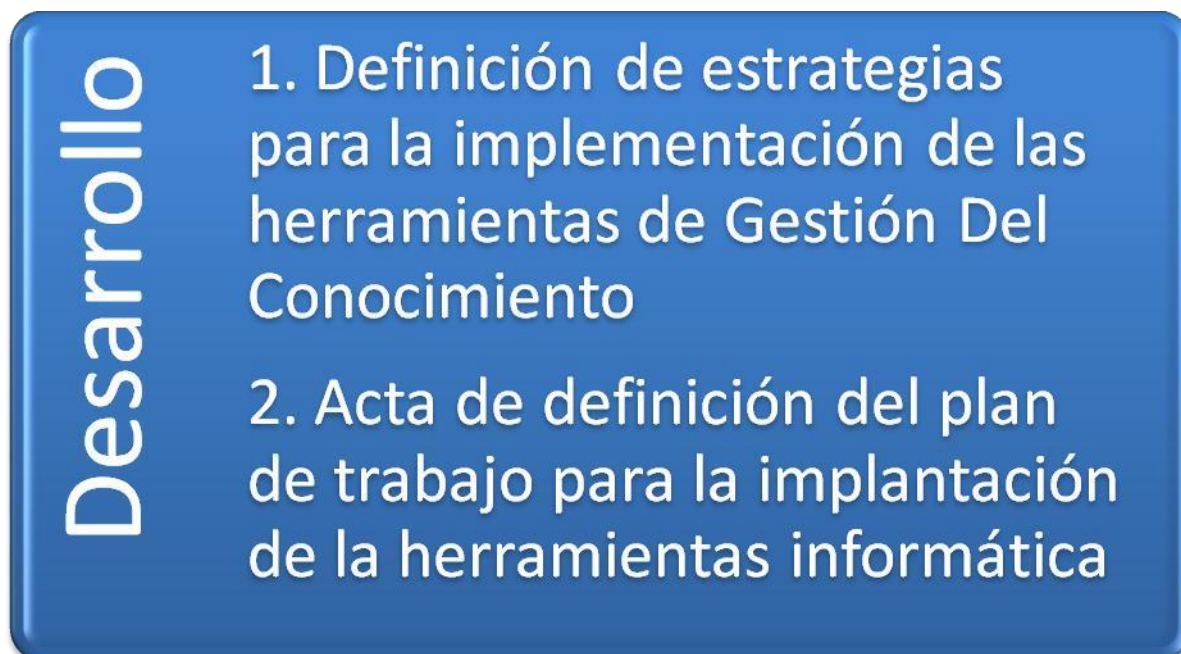 Desarrollo
1. Definición de estrategias
para la implementación de las
herramientas de Gestión Del
Conocimiento
2. Acta de definición del plan
de trabajo para la implantación
de la herramientas informática